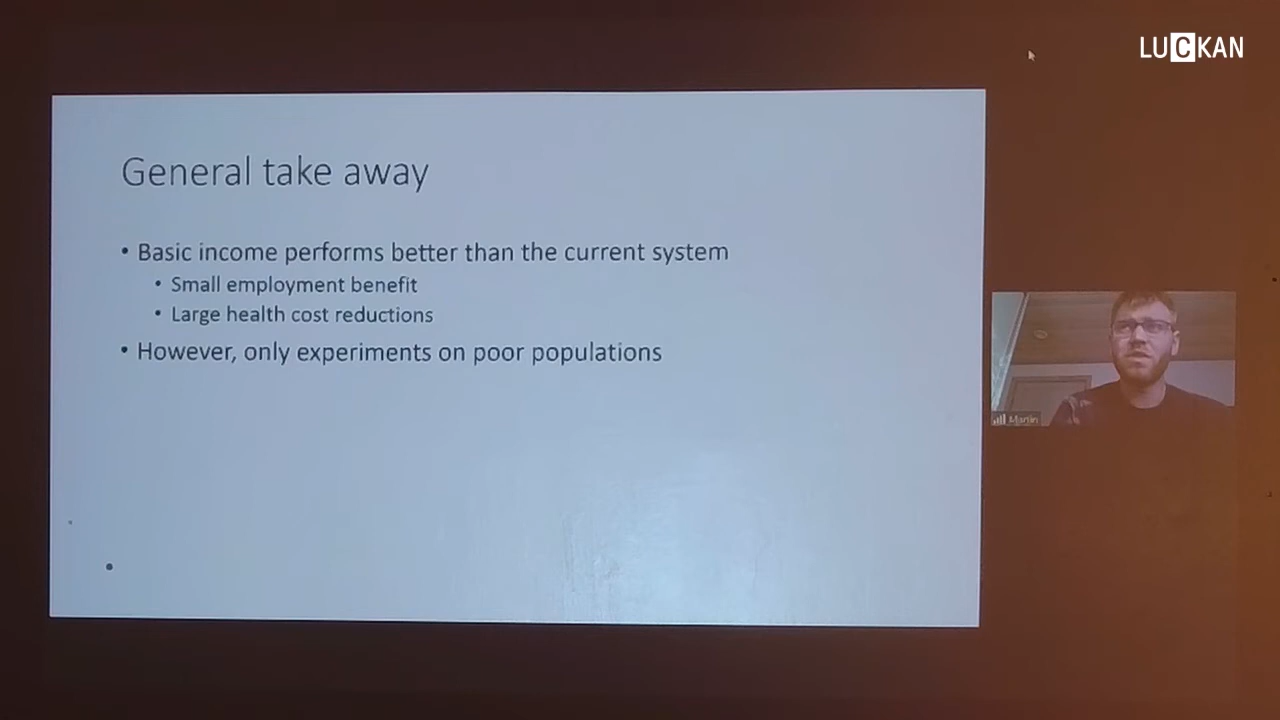 LUCKAN
General take away
• Basic income performs better than the current system
• Small employment benefit
• Large health cost reductions
• However, only experiments on poor populations
Martin